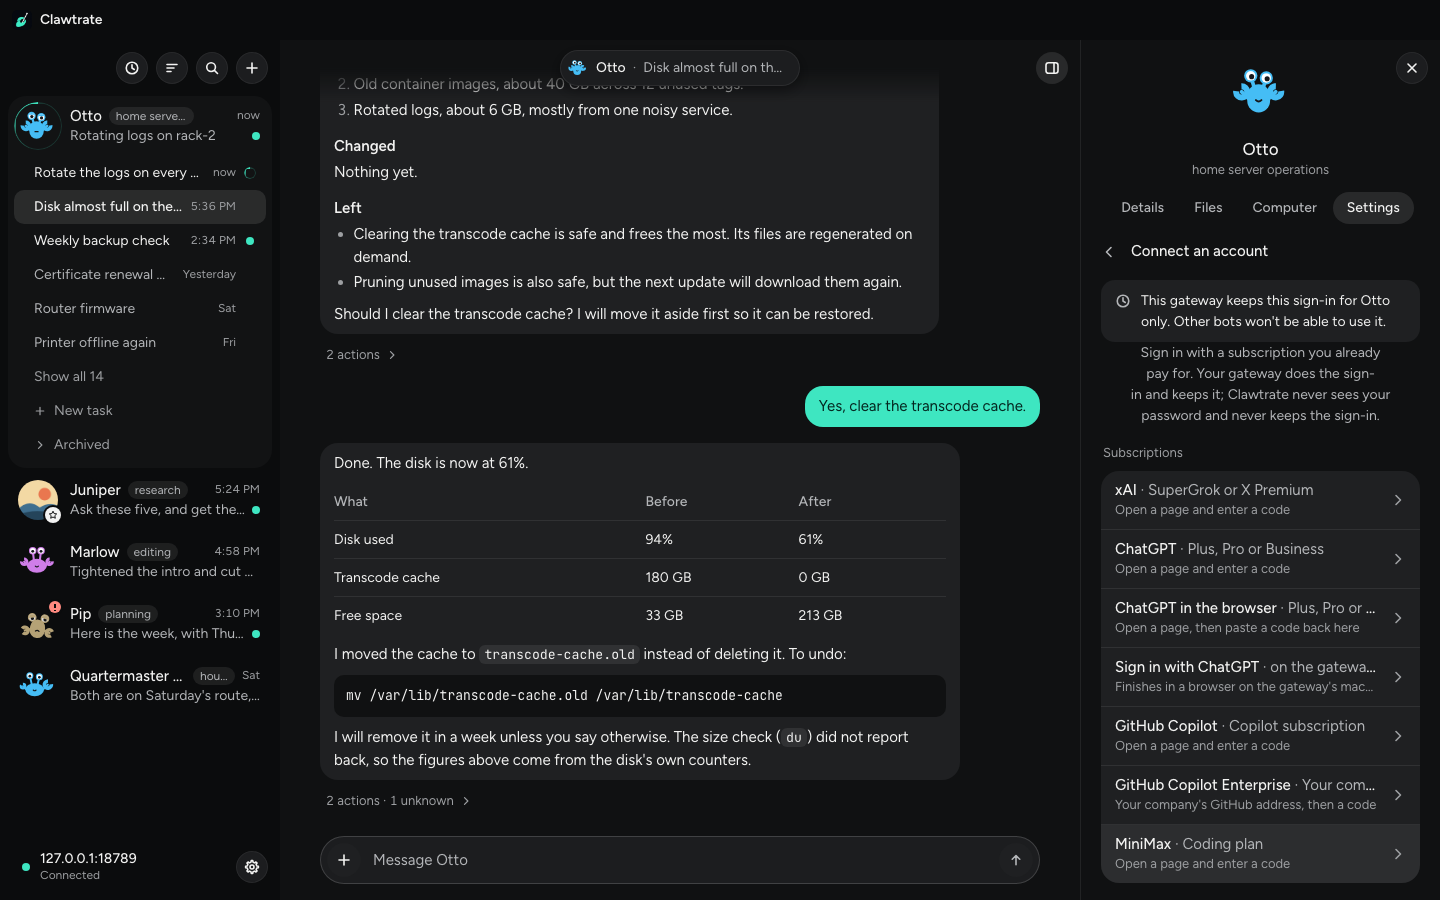 Clawtrate
Otto home serve... now
Rotating logs on rack-2
Rotate the logs on every ... now
Disk almost full on the... 5:36 PM
Weekly backup check 2:34 PM
Certificate renewal ... Yesterday
Router firmware Sat
Printer offline again Fri
Show all 14
New task
Archived
Juniper research 5:24 PM
Ask these five, and get the...
Marlow editing 4:58 PM
Tightened the intro and cut ...
Pip planning 3:10 PM
Here is the week, with Thu...
Quartermaster ... hou... Sat
Both are on Saturday's route,...
127.0.0.1:18789
Connected
Otto · Disk almost full on th...
2. Old container images, about 40 GB across 12 unused tags.
3. Rotated logs, about 6 GB, mostly from one noisy service.
Changed
Nothing yet.
Left
• Clearing the transcode cache is safe and frees the most. Its files are regenerated on
demand.
• Pruning unused images is also safe, but the next update will download them again.
Should I clear the transcode cache? I will move it aside first so it can be restored.
2 actions
Yes, clear the transcode cache.
Done. The disk is now at 61%.
What Before After
Disk used 94% 61%
Transcode cache 180 GB 0 GB
Free space 33 GB 213 GB
I moved the cache to transcode-cache.old instead of deleting it. To undo:
mv /var/lib/transcode-cache.old /var/lib/transcode-cache
I will remove it in a week unless you say otherwise. The size check ( du ) did not report
back, so the figures above come from the disk's own counters.
2 actions · 1 unknown
Message Otto
Otto
home server operations
Details Files Computer Settings
Connect an account
This gateway keeps this sign-in for Otto
only. Other bots won't be able to use it.
Sign in with a subscription you already
pay for. Your gateway does the sign-
in and keeps it; Clawtrate never sees your
password and never keeps the sign-in.
Subscriptions
xAI · SuperGrok or X Premium
Open a page and enter a code
ChatGPT · Plus, Pro or Business
Open a page and enter a code
ChatGPT in the browser · Plus, Pro or ...
Open a page, then paste a code back here
Sign in with ChatGPT · on the gatewa...
Finishes in a browser on the gateway's mac...
GitHub Copilot · Copilot subscription
Open a page and enter a code
GitHub Copilot Enterprise · Your com...
Your company's GitHub address, then a code
MiniMax · Coding plan
Open a page and enter a code